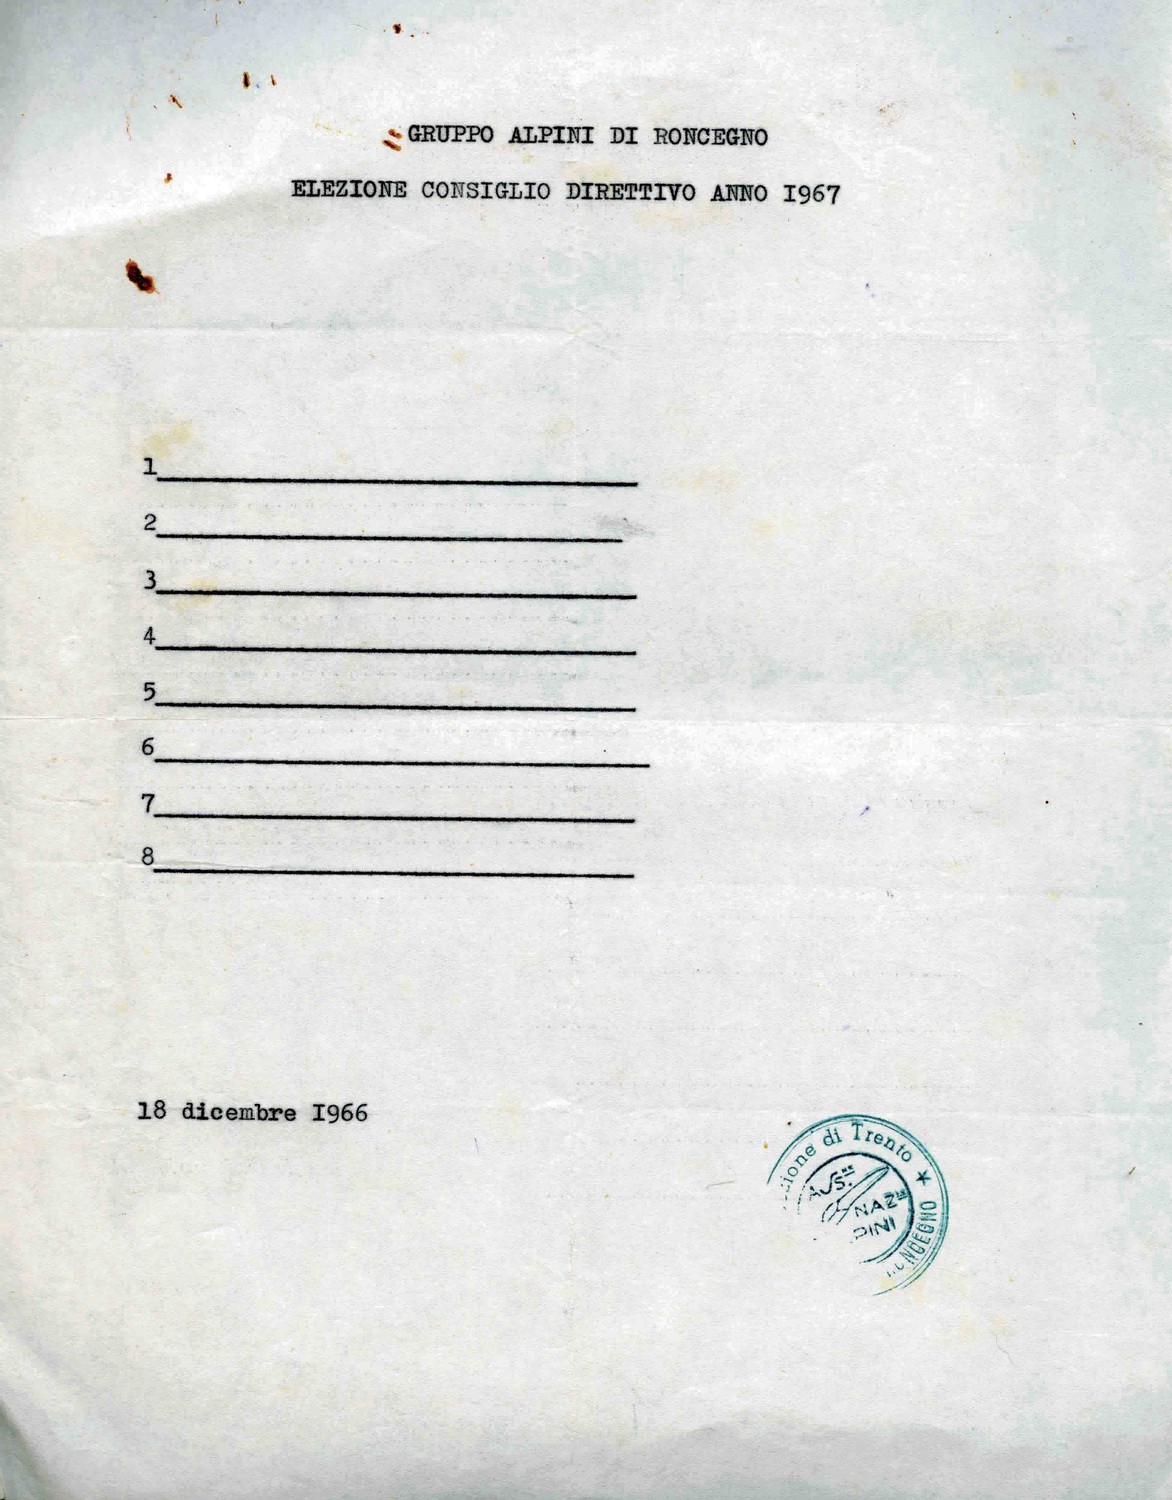 GRUPPO ALPINI DI RONCEGNO
ELEZIONE CONSIGLIO DIRETTIVO ANNO I967
1
2
3
4
5
6
7
8
18 dicembre I966
di Trento ★
NAZ